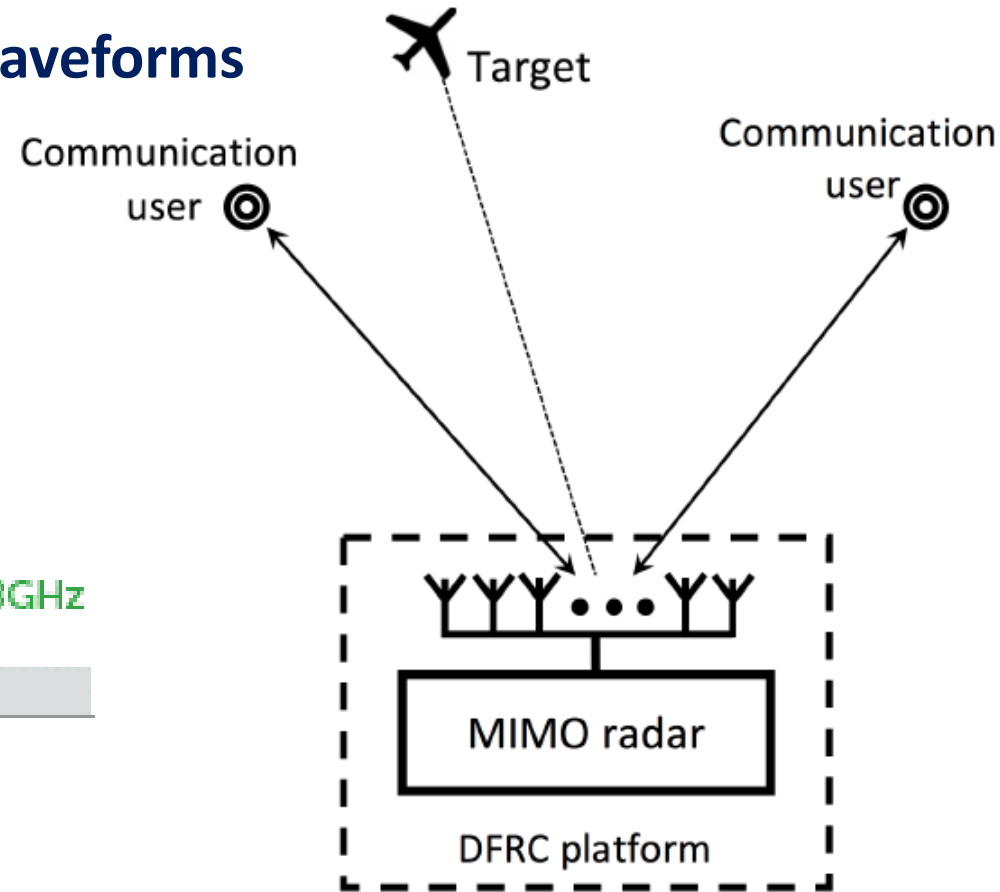 aveforms
Target
Communication
user
Communication
user
GHz
MIMO radar
DFRC platform